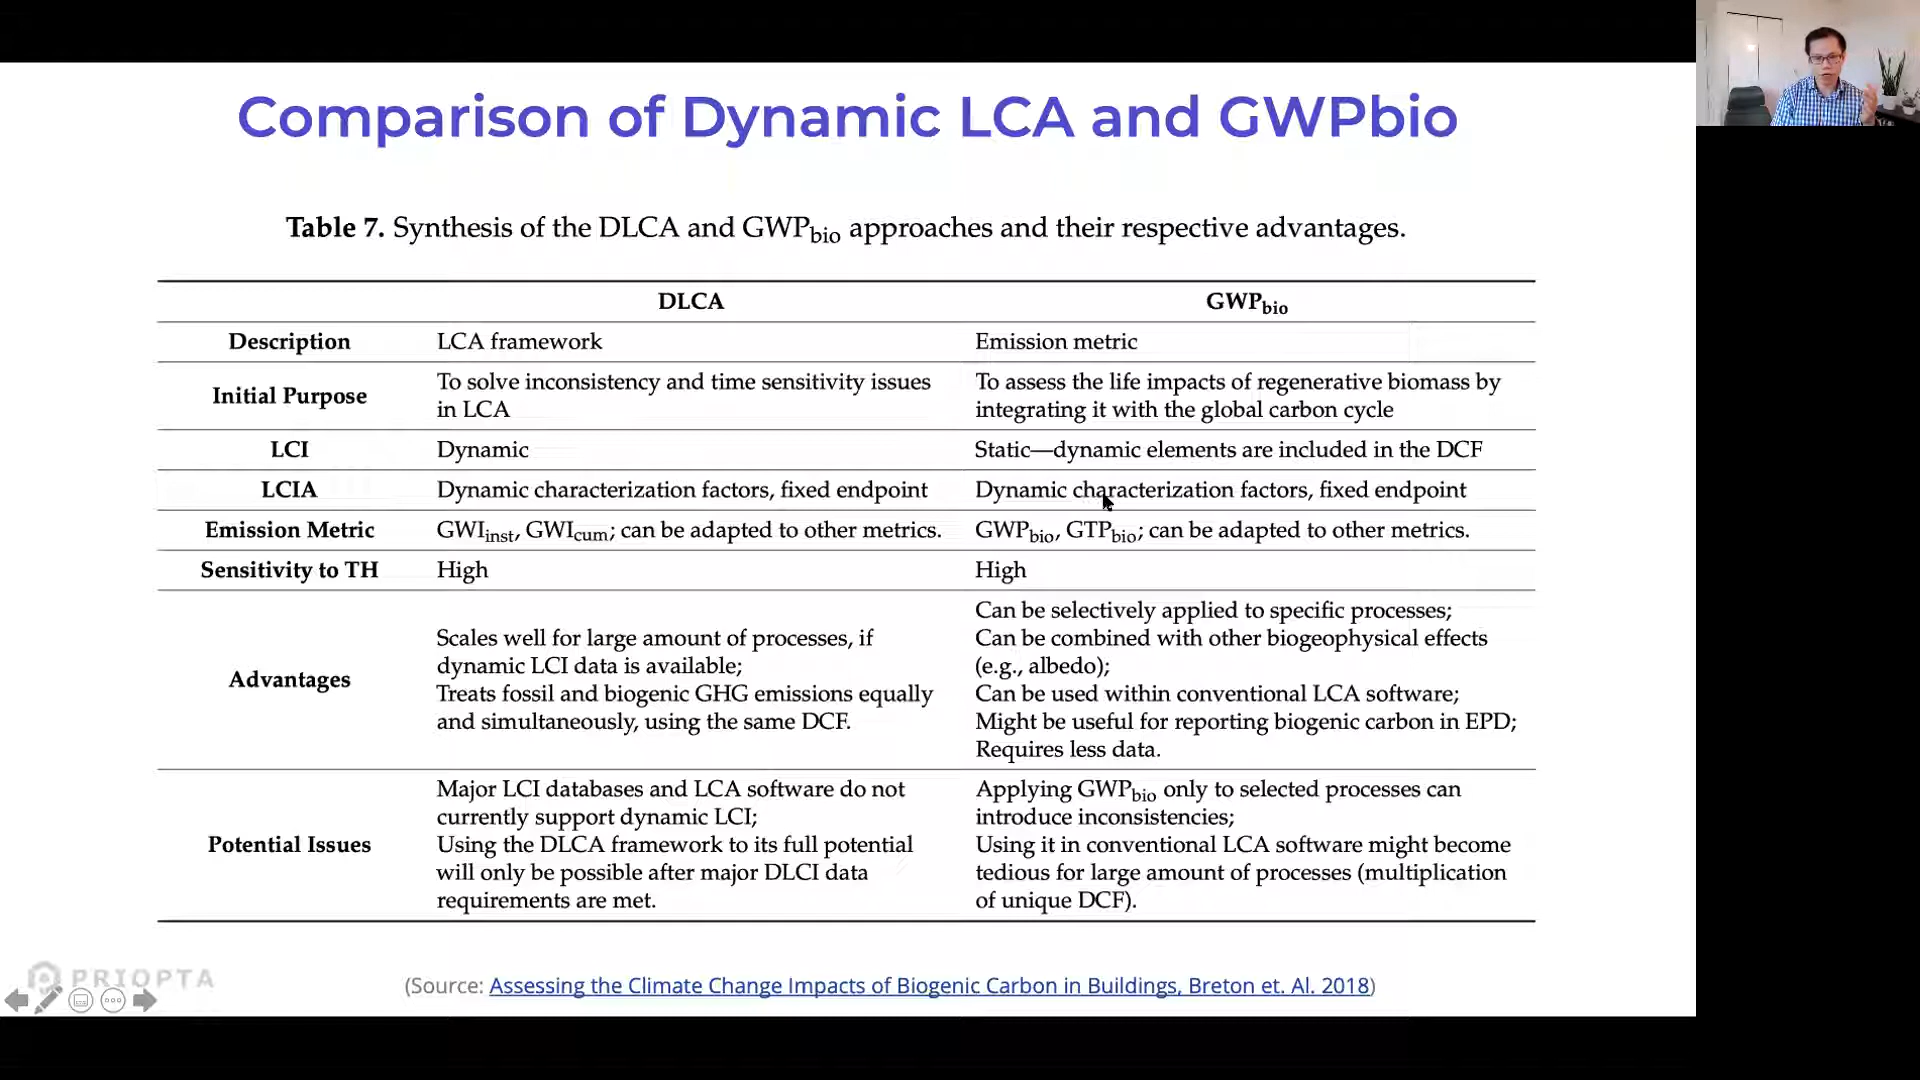 Comparison of Dynamic LCA and GWPbio
Table 7. Synthesis of the DLCA and GWPbio approaches and their respective advantages.
DLCA GWPbio
Description LCA framework Emission metric
Initial Purpose To solve inconsistency and time sensitivity issues in LCA To assess the life impacts of regenerative biomass by integrating it with the global carbon cycle
LCI Dynamic Static—dynamic elements are included in the DCF
LCIA Dynamic characterization factors, fixed endpoint Dynamic characterization factors, fixed endpoint
Emission Metric GWIinst, GWIcum; can be adapted to other metrics. GWPbio, GTPbio; can be adapted to other metrics.
Sensitivity to TH High High
Advantages
Scales well for large amount of processes, if
dynamic LCI data is available;
Treats fossil and biogenic GHG emissions equally
and simultaneously, using the same DCF.
Can be selectively applied to specific processes;
Can be combined with other biogeophysical effects
(e.g., albedo);
Can be used within conventional LCA software;
Might be useful for reporting biogenic carbon in EPD;
Requires less data.
Potential Issues
Major LCI databases and LCA software do not
currently support dynamic LCI;
Using the DLCA framework to its full potential
will only be possible after major DLCI data
requirements are met.
Applying GWPbio only to selected processes can
introduce inconsistencies;
Using it in conventional LCA software might become
tedious for large amount of processes (multiplication
of unique DCF).
PRIOPTA
(Source: Assessing the Climate Change Impacts of Biogenic Carbon in Buildings, Breton et. Al. 2018)